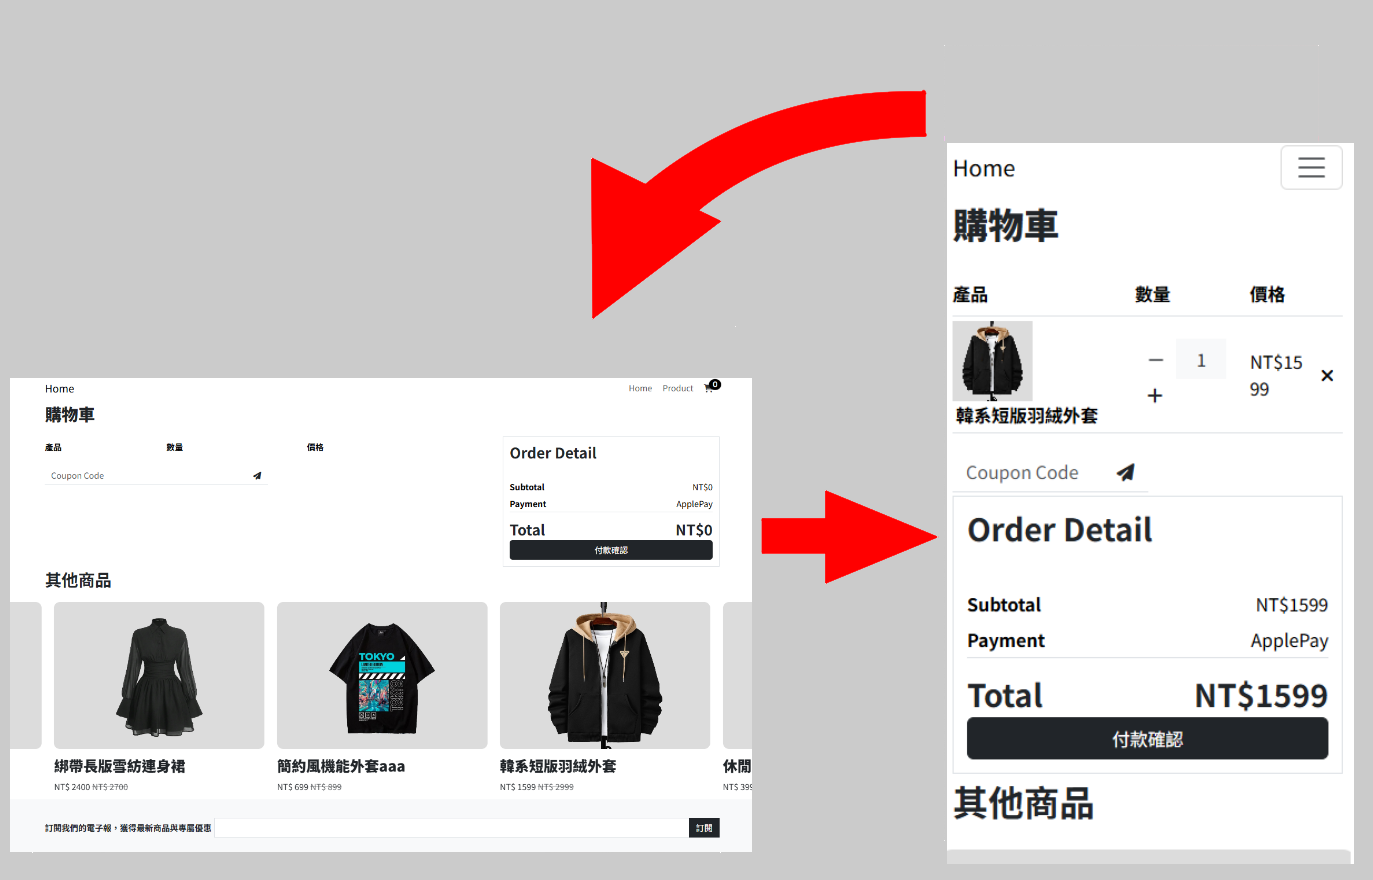 Home
Home Product 0
購物車
產品 數量 價格
Coupon Code
Order Detail
Subtotal NT$0
Payment ApplePay
Total NT$0
付款確認
其他商品
TOKYO
綁帶長版雪紡連身裙
NT$ 2400 NT$ 2700
簡約風機能外套aaa
NT$ 699 NT$ 899
韓系短版羽絨外套
NT$ 1599 NT$ 2999
休閒
NT$ 399
訂閱我們的電子報,獲得最新商品與專屬優惠
訂閱
Home
購物車
產品 數量 價格
1
NT$15
99
韓系短版羽絨外套
Coupon Code
Order Detail
Subtotal NT$1599
Payment ApplePay
Total NT$1599
付款確認
其他商品